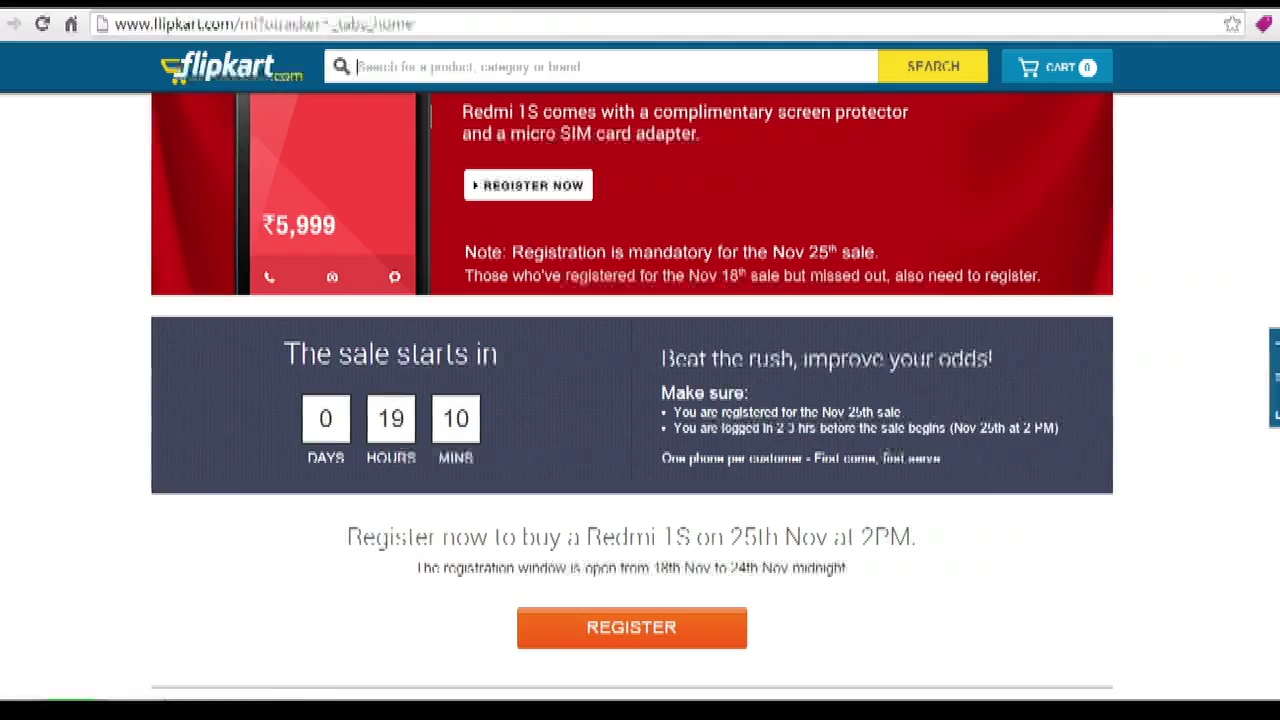 www.flipkart.com/mi?otracker=_tabs_home
flipkart.com
Search for a product, category or brand
SEARCH
CART 0
Redmi 1S comes with a complimentary screen protector
and a micro SIM card adapter.
REGISTER NOW
₹5,999
Note: Registration is mandatory for the Nov 25th sale.
Those who've registered for the Nov 18th sale but missed out, also need to register.
The sale starts in
0 19 10
DAYS HOURS MINS
Beat the rush, improve your odds!
Make sure:
• You are registered for the Nov 25th sale
• You are logged in 2-3 hrs before the sale begins (Nov 25th at 2 PM)
One phone per customer - First come, first serve
Register now to buy a Redmi 1S on 25th Nov at 2PM.
The registration window is open from 18th Nov to 24th Nov midnight
REGISTER